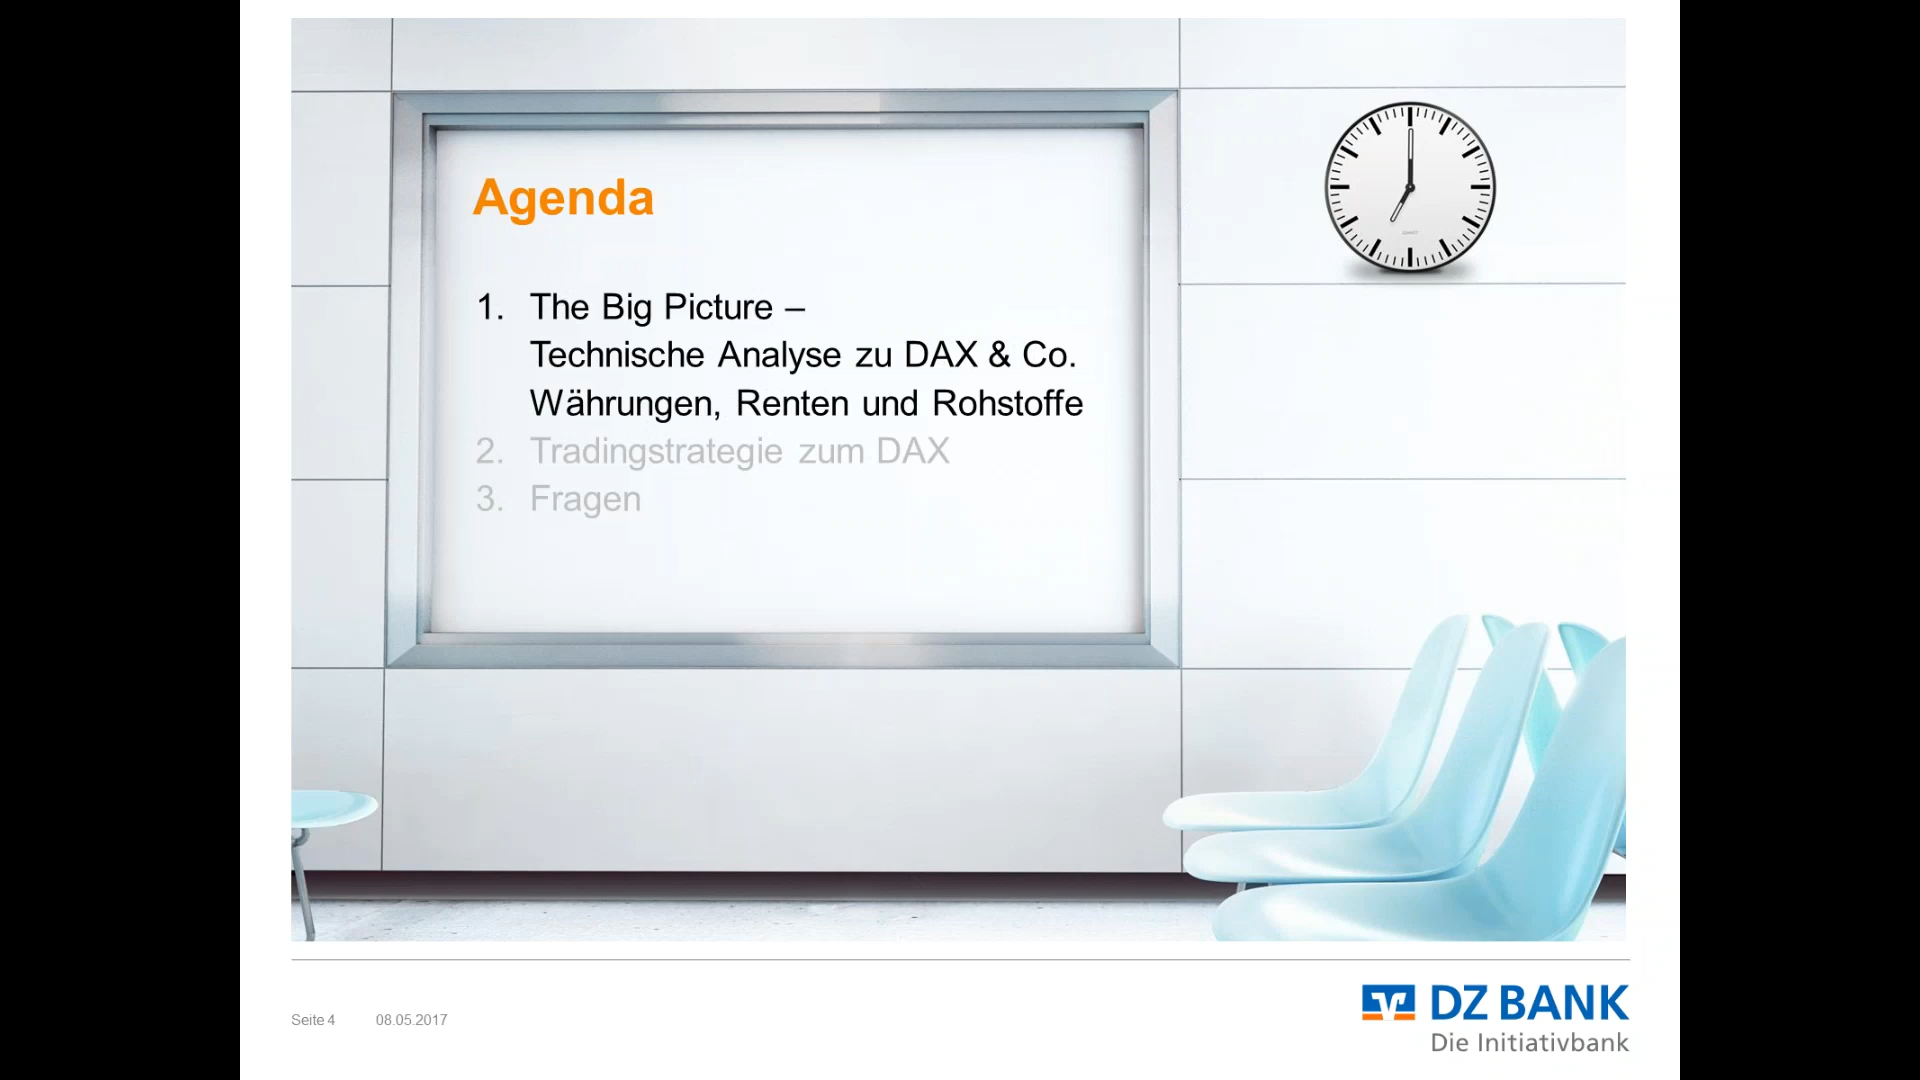 Agenda
1. The Big Picture –
Technische Analyse zu DAX & Co.
Währungen, Renten und Rohstoffe
2. Tradingstrategie zum DAX
3. Fragen
Seite 4 08.05.2017
DZ BANK
Die Initiativbank